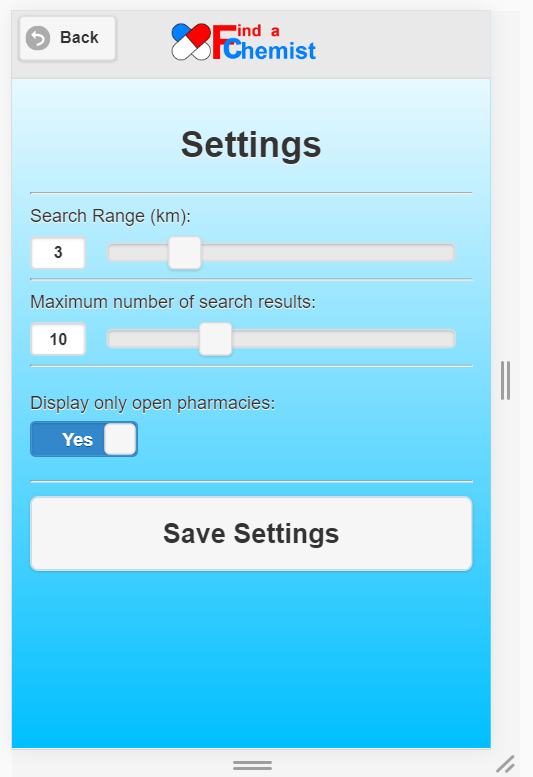 Back
Find a
Chemist
Settings
Search Range (km):
3
Maximum number of search results:
10
Display only open pharmacies:
Yes
Save Settings